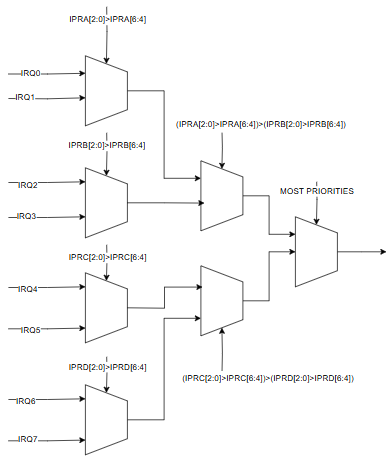 IPRA[2:0]>IPRA[6:4]
IRQ0
IRQ1
(IPRA[2:0]>IPRA[6:4])>(IPRB[2:0]>IPRB[6:4])
IPRB[2:0]>IPRB[6:4]
IRQ2
IRQ3
MOST PRIORITIES
IPRC[2:0]>IPRC[6:4]
IRQ4
IRQ5
(IPRC[2:0]>IPRC[6:4])>(IPRD[2:0]>IPRD[6:4])
IPRD[2:0]>IPRD[6:4]
IRQ6
IRQ7